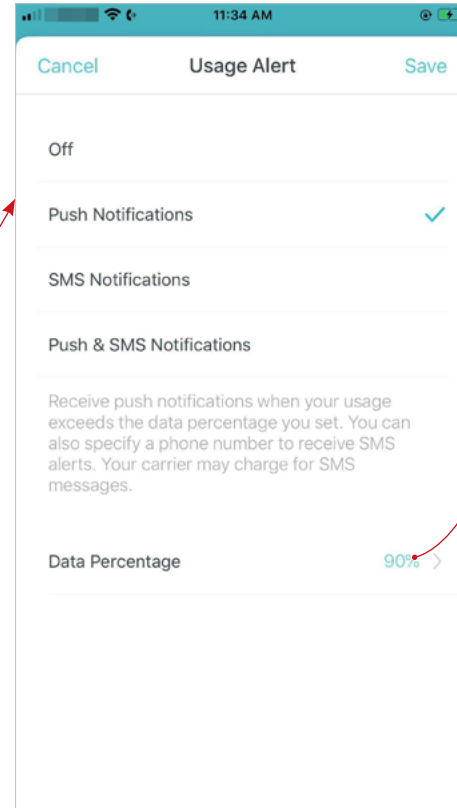 11:34 AM
Cancel Usage Alert Save
Off
Push Notifications
SMS Notifications
Push & SMS Notifications
Receive push notifications when your usage
exceeds the data percentage you set. You can
also specify a phone number to receive SMS
alerts. Your carrier may charge for SMS
messages.
Data Percentage 90%